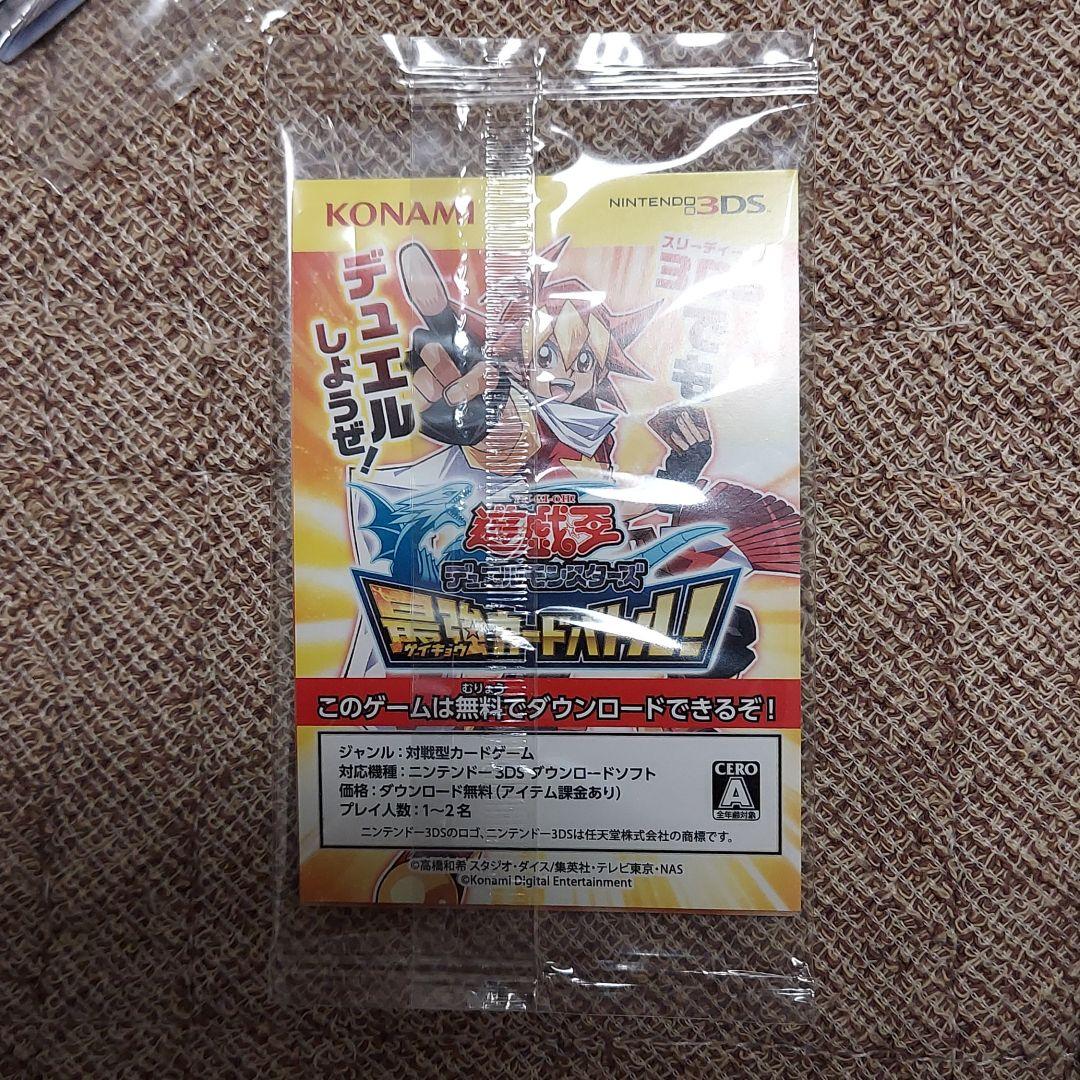 KONAMI
NINTENDO 3DS
スリーディー
でも
デュエル
しようぜ!
YU-GI-OH!
遊戯王
デュエルモンスターズ
最強カードバトル!
サイキョウ
むりょう
このゲームは無料でダウンロードできるぞ!
ジャンル:対戦型カードゲーム
対応機種:ニンテンドー3DS ダウンロードソフト
価格:ダウンロード無料(アイテム課金あり)
プレイ人数:1〜2名
CERO
A
全年齢対象
ニンテンドー3DSのロゴ、ニンテンドー3DSは任天堂株式会社の商標です。
©高橋和希 スタジオ・ダイス/集英社・テレビ東京・NAS
©Konami Digital Entertainment